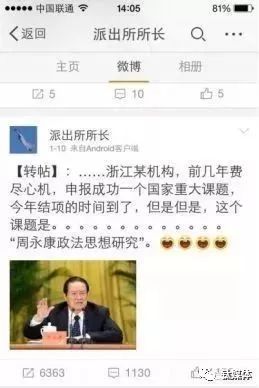 中国联通 14:05 81%
返回 派出所所长
主页 微博 相册
5 10 5
派出所所长
1-10 来自Android客户端
【转帖】：……浙江某机构，前几年费
尽心机，申报成功一个国家重大课题，
今年结项的时间到了，但是但是，这个
课题是。。。。。。。。。。。。。
“周永康政法思想研究”。
6363 1130